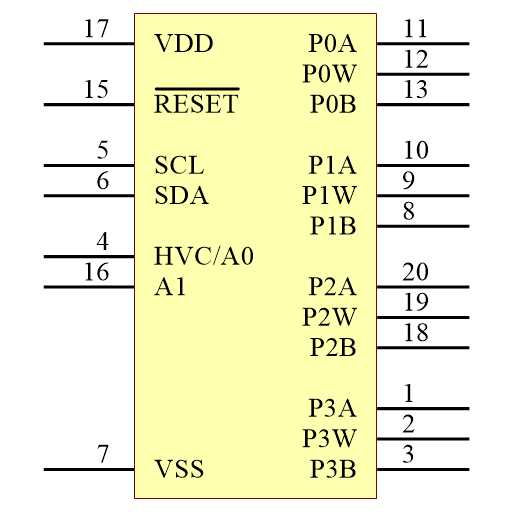 17 VDD P0A 11
P0W 12
15 RESET P0B 13
5 SCL P1A 10
6 SDA P1W 9
P1B 8
4 HVC/A0
16 A1 P2A 20
P2W 19
P2B 18
P3A 1
P3W 2
7 VSS P3B 3